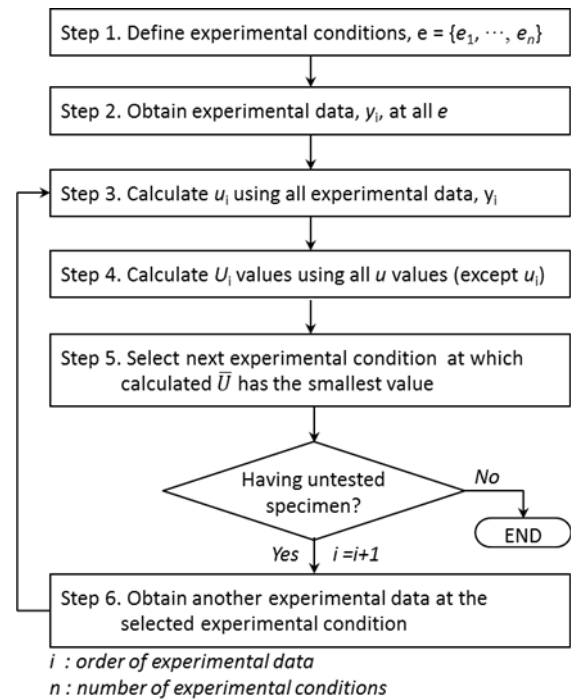 Step 1. Define experimental conditions, e = {e₁, ⋯, eₙ}
Step 2. Obtain experimental data, yᵢ, at all e
Step 3. Calculate uᵢ using all experimental data, yᵢ
Step 4. Calculate Uᵢ values using all u values (except uᵢ)
Step 5. Select next experimental condition at which
calculated U̅ has the smallest value
Having untested
specimen?
No
END
Yes i =i+1
Step 6. Obtain another experimental data at the
selected experimental condition
i : order of experimental data
n : number of experimental conditions